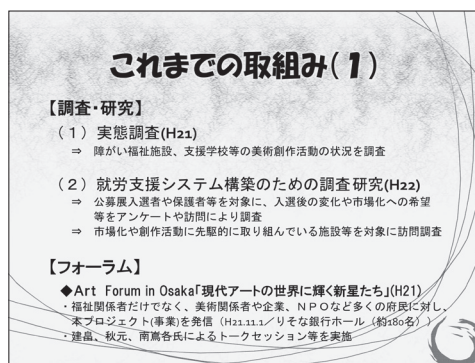 これまでの取組み(1)
【調査・研究】
(1)実態調査(H21)
⇒ 障がい福祉施設、支援学校等の美術創作活動の状況を調査
(2)就労支援システム構築のための調査研究(H22)
⇒ 公募展入選者や保護者等を対象に、入選後の変化や市場化への希望
等をアンケートや訪問により調査
⇒ 市場化や創作活動に先駆的に取り組んでいる施設等を対象に訪問調査
【フォーラム】
◆Art Forum in Osaka「現代アートの世界に輝く新星たち」(H21)
・福祉関係者だけでなく、美術関係者や企業、NPOなど多くの府民に対し、
本プロジェクト(事業)を発信(H21.11.1/りそな銀行ホール(約180名))
・建畠、秋元、南嶌各氏によるトークセッション等を実施